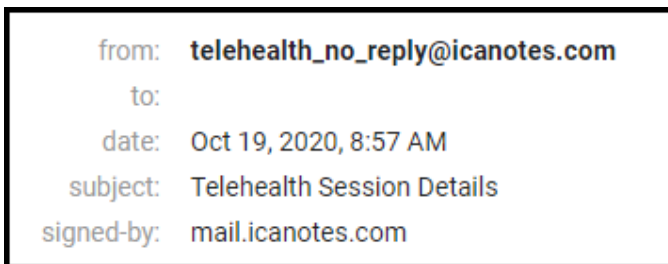 from: telehealth_no_reply@icanotes.com
to:
date: Oct 19, 2020, 8:57 AM
subject: Telehealth Session Details
signed-by: mail.icanotes.com